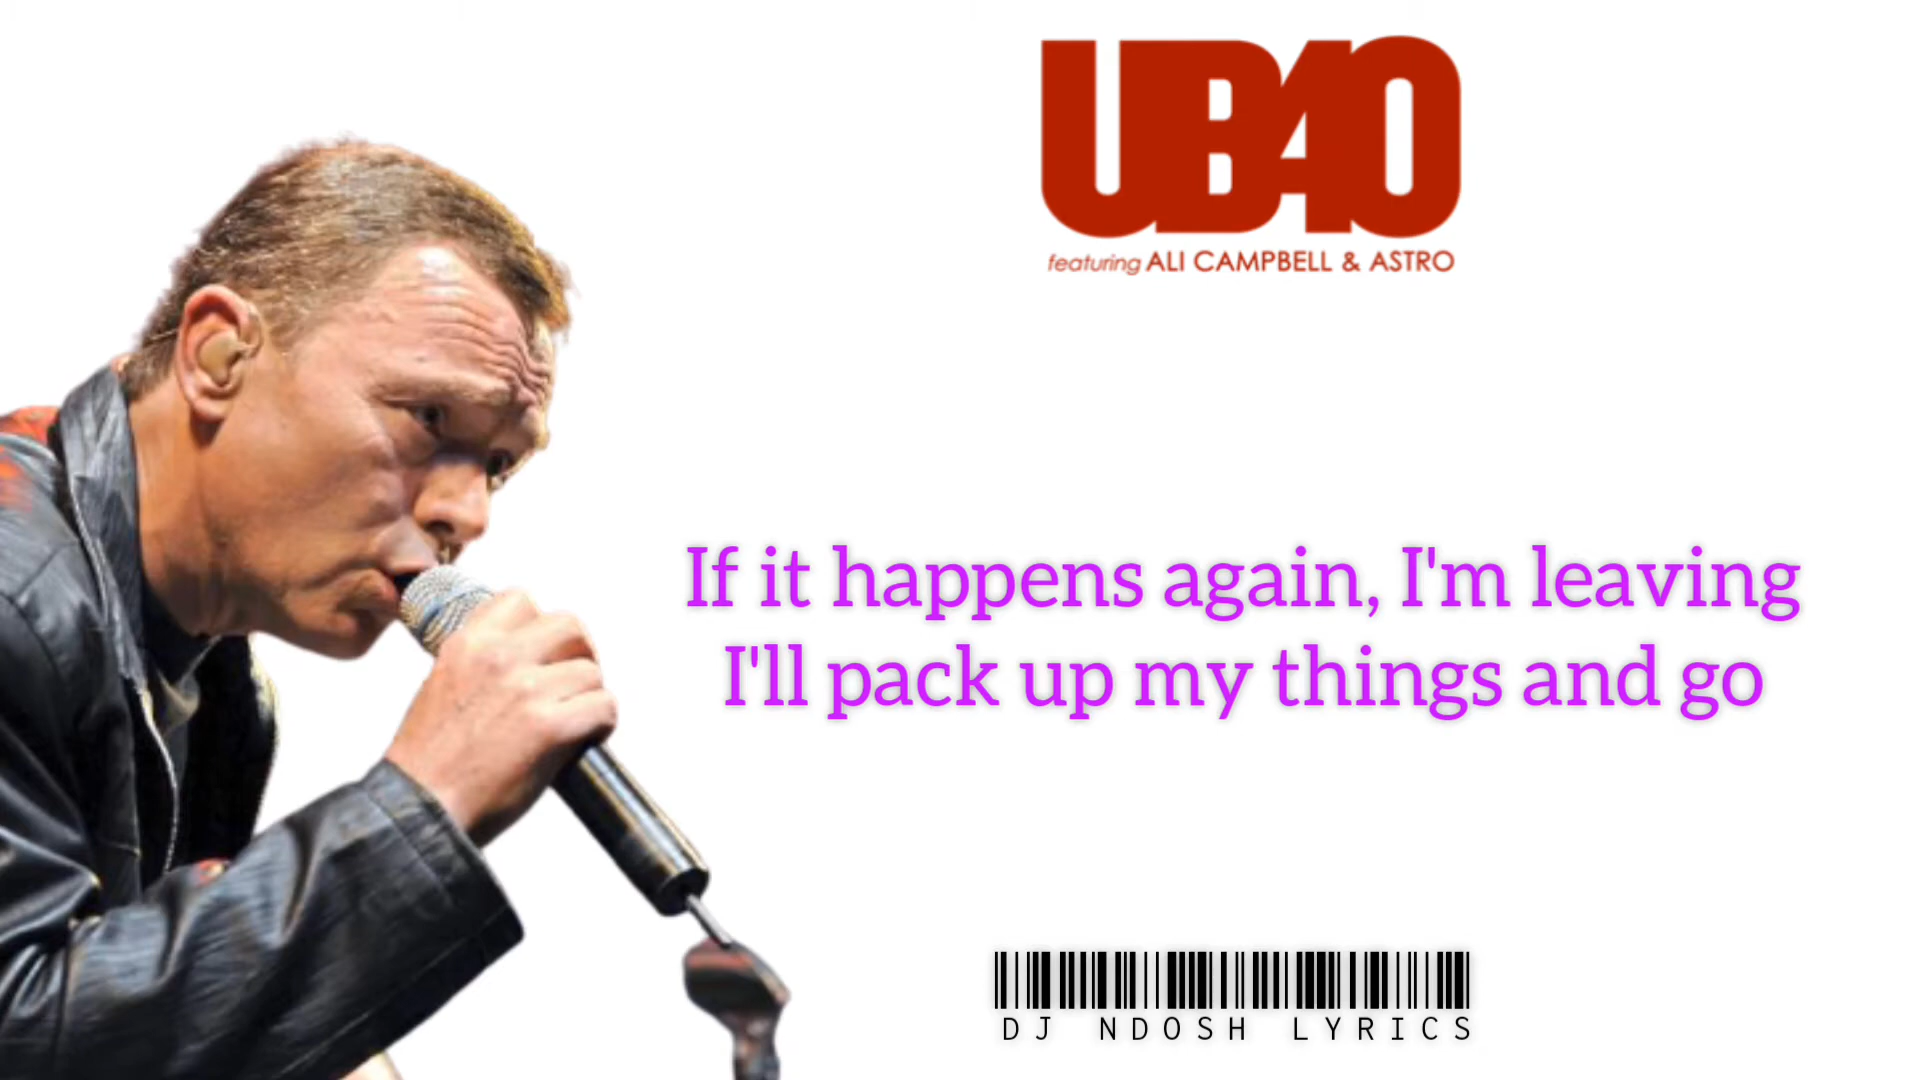 UB40
featuring ALI CAMPBELL & ASTRO
If it happens again, I'm leaving
I'll pack up my things and go
DJ NDOSH LYRICS